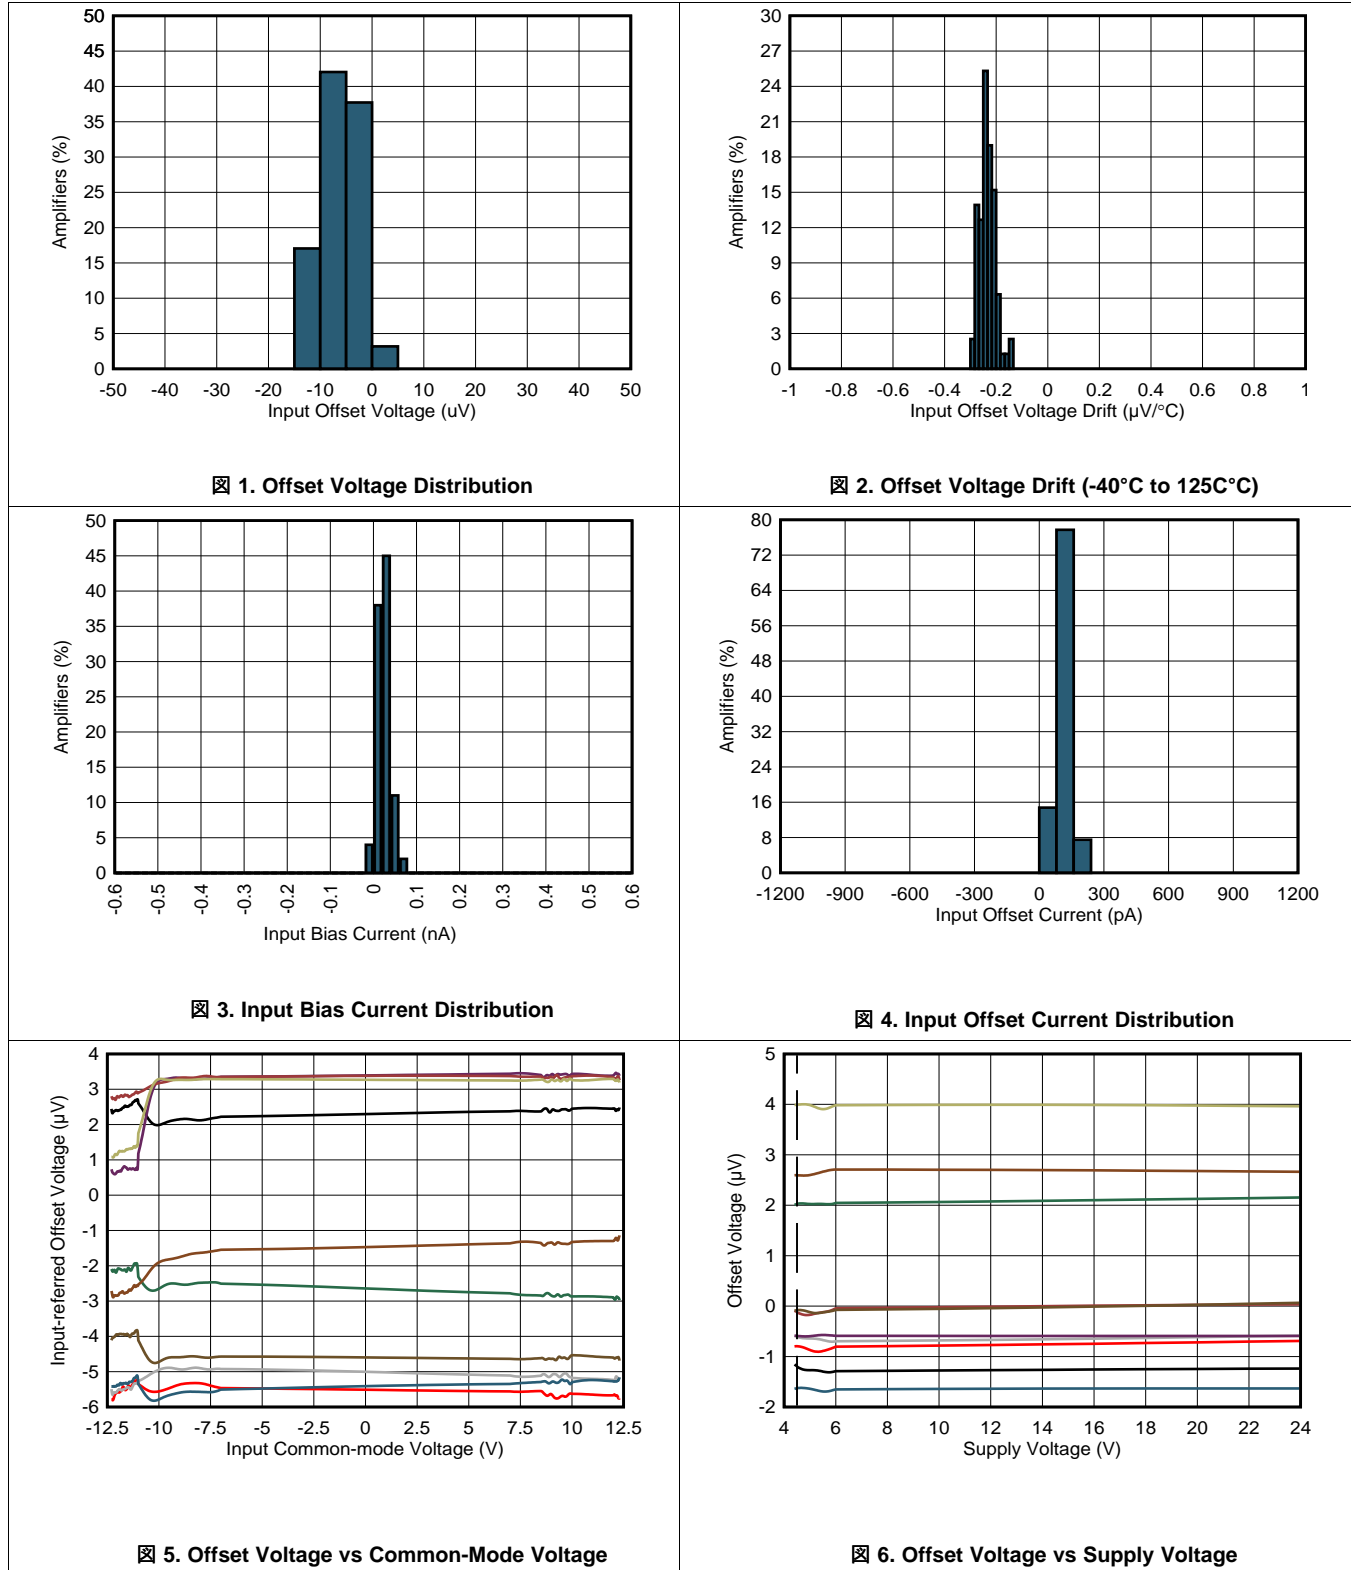 50
45
40
35
30
25
20
15
10
5
0
-50 -40 -30 -20 -10 0 10 20 30 40 50
Amplifiers (%)
Input Offset Voltage (uV)
図 1. Offset Voltage Distribution
30
27
24
21
18
15
12
9
6
3
0
-1 -0.8 -0.6 -0.4 -0.2 0 0.2 0.4 0.6 0.8 1
Amplifiers (%)
Input Offset Voltage Drift (µV/°C)
図 2. Offset Voltage Drift (-40°C to 125C°C)
50
45
40
35
30
25
20
15
10
5
0
-0.6 -0.5 -0.4 -0.3 -0.2 -0.1 0 0.1 0.2 0.3 0.4 0.5 0.6
Amplifiers (%)
Input Bias Current (nA)
図 3. Input Bias Current Distribution
80
72
64
56
48
40
32
24
16
8
0
-1200 -900 -600 -300 0 300 600 900 1200
Amplifiers (%)
Input Offset Current (pA)
図 4. Input Offset Current Distribution
4
3
2
1
0
-1
-2
-3
-4
-5
-6
-12.5 -10 -7.5 -5 -2.5 0 2.5 5 7.5 10 12.5
Input-referred Offset Voltage (µV)
Input Common-mode Voltage (V)
図 5. Offset Voltage vs Common-Mode Voltage
5
4
3
2
1
0
-1
-2
4 6 8 10 12 14 16 18 20 22 24
Offset Voltage (µV)
Supply Voltage (V)
図 6. Offset Voltage vs Supply Voltage